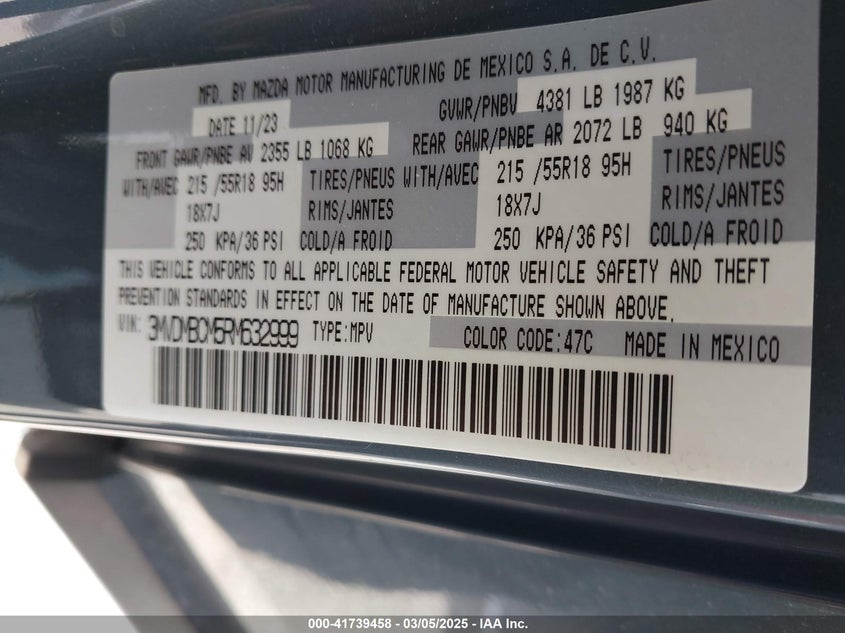 MFD. BY MAZDA MOTOR MANUFACTURING DE MEXICO S.A. DE C.V.
DATE 11/23 GVWR/PNBV 4381 LB 1987 KG
FRONT GAWR/PNBE AV 2355 LB 1068 KG REAR GAWR/PNBE AR 2072 LB 940 KG
WITH/AVEC 215 /55R18 95H TIRES/PNEUS WITH/AVEC 215 /55R18 95H TIRES/PNEUS
18X7J RIMS/JANTES 18X7J RIMS/JANTES
250 KPA/36 PSI COLD/A FROID 250 KPA/36 PSI COLD/A FROID
THIS VEHICLE CONFORMS TO ALL APPLICABLE FEDERAL MOTOR VEHICLE SAFETY AND THEFT
PREVENTION STANDARDS IN EFFECT ON THE DATE OF MANUFACTURE SHOWN ABOVE.
VIN: 3MVDMBCM5RM632999 TYPE:MPV COLOR CODE:47C MADE IN MEXICO
000-41739458 - 03/05/2025 - IAA Inc.